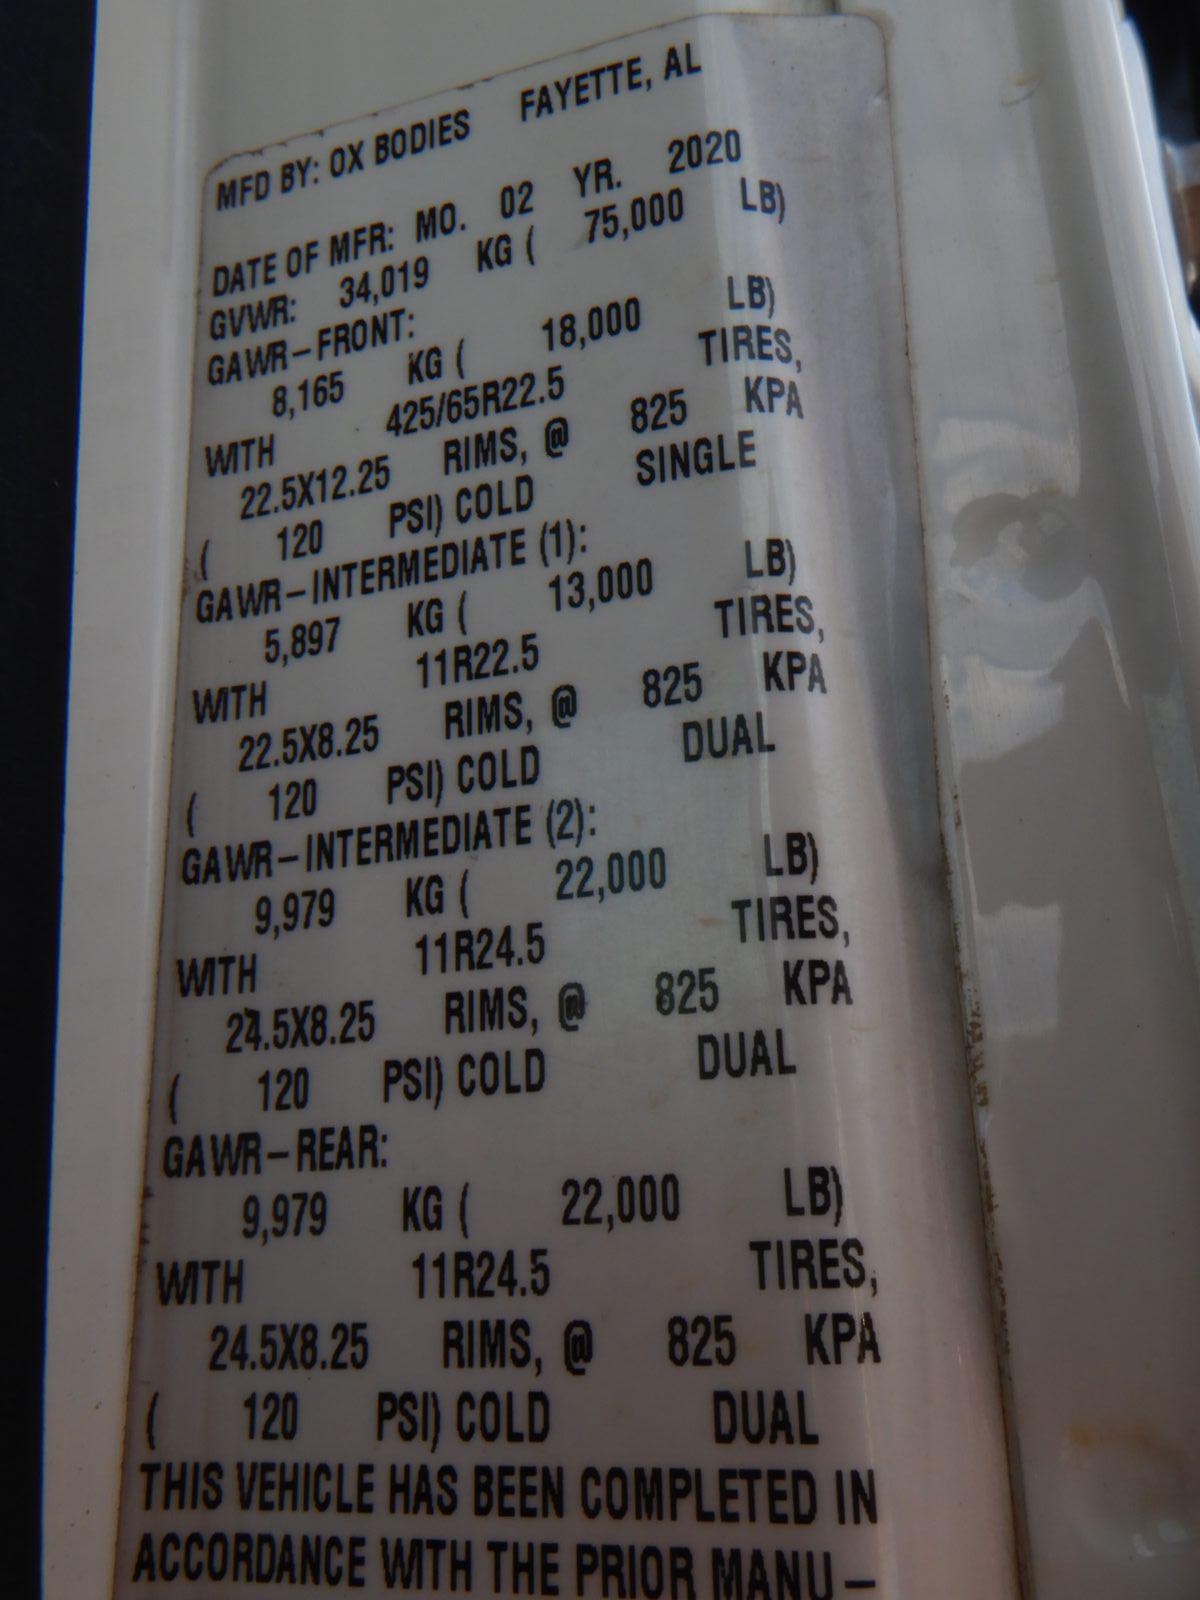 MFD BY: OX BODIES FAYETTE, AL
DATE OF MFR: MO. 02 YR. 2020
GVWR: 34,019 KG ( 75,000 LB)
GAWR-FRONT:
8,165 KG ( 18,000 LB)
WITH 425/65R22.5 TIRES,
22.5X12.25 RIMS, @ 825 KPA
( 120 PSI) COLD SINGLE
GAWR-INTERMEDIATE (1):
5,897 KG ( 13,000 LB)
WITH 11R22.5 TIRES,
22.5X8.25 RIMS, @ 825 KPA
( 120 PSI) COLD DUAL
GAWR-INTERMEDIATE (2):
9,979 KG ( 22,000 LB)
WITH 11R24.5 TIRES,
24.5X8.25 RIMS, @ 825 KPA
( 120 PSI) COLD DUAL
GAWR-REAR:
9,979 KG ( 22,000 LB)
WITH 11R24.5 TIRES,
24.5X8.25 RIMS, @ 825 KPA
( 120 PSI) COLD DUAL
THIS VEHICLE HAS BEEN COMPLETED IN
ACCORDANCE WITH THE PRIOR MANU-